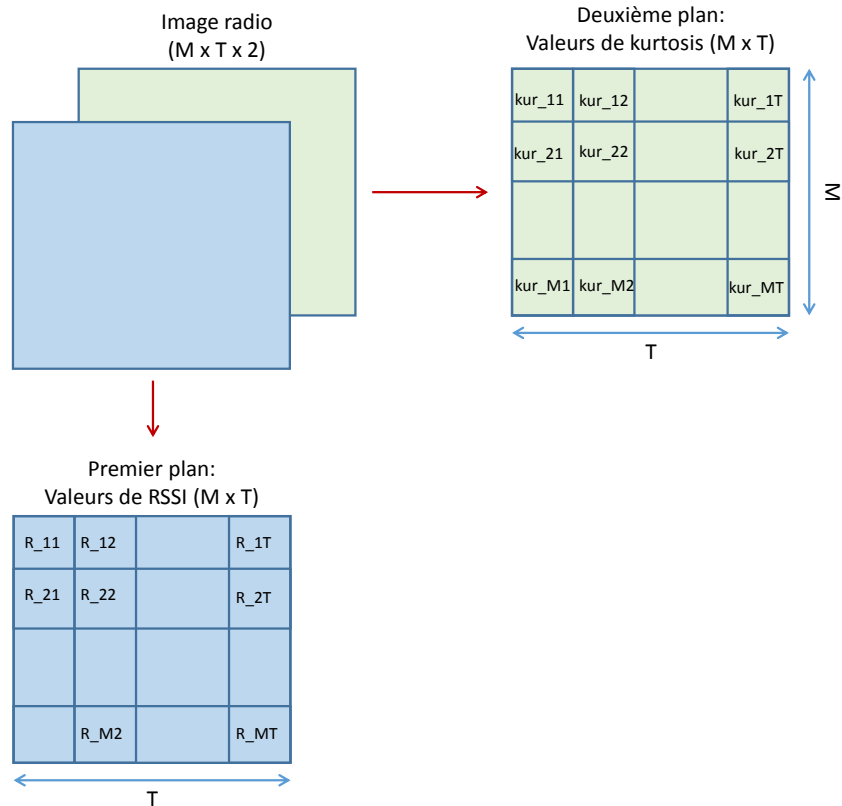 Image radio
(M x T x 2)
Deuxième plan:
Valeurs de kurtosis (M x T)
kur_11 kur_12 kur_1T
kur_21 kur_22 kur_2T
kur_M1 kur_M2 kur_MT
M
T
Premier plan:
Valeurs de RSSI (M x T)
R_11 R_12 R_1T
R_21 R_22 R_2T
R_M2 R_MT
T